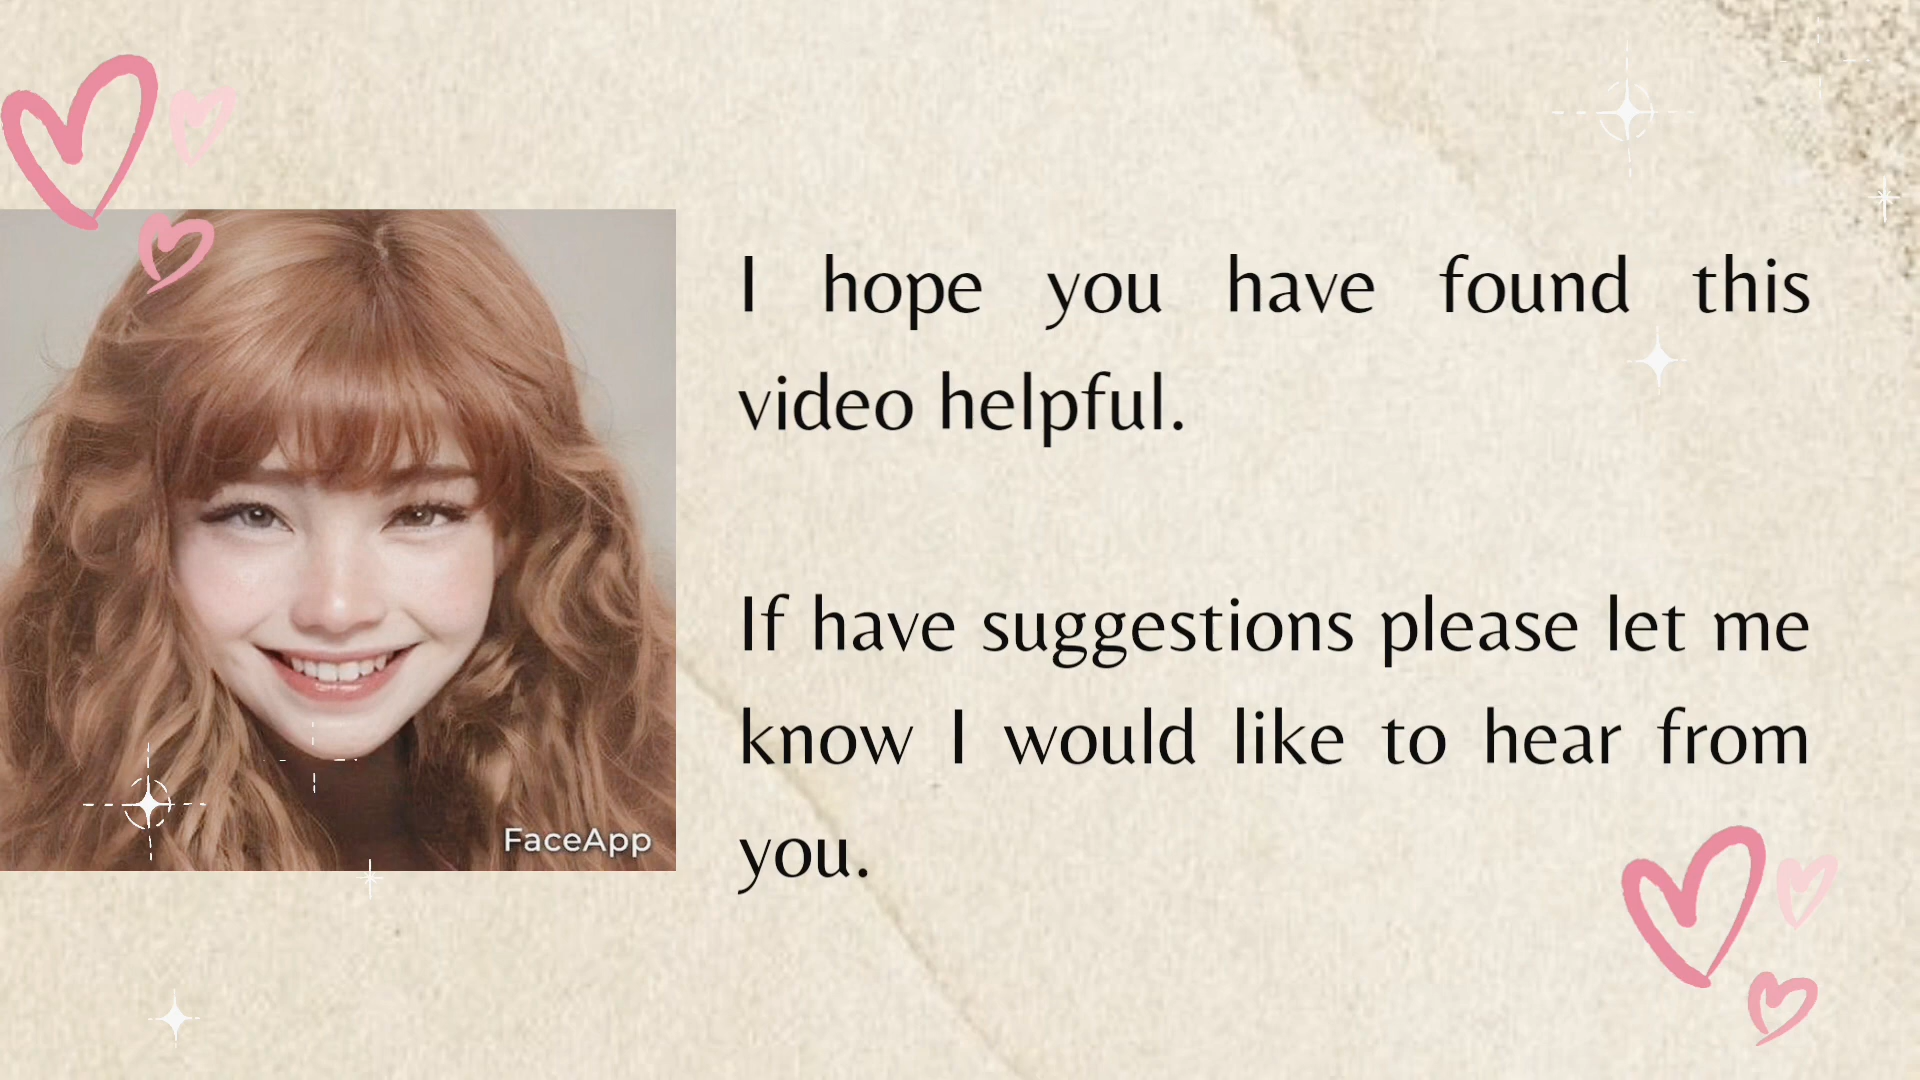 I hope you have found this
video helpful.
If have suggestions please let me
know I would like to hear from
you.
FaceApp